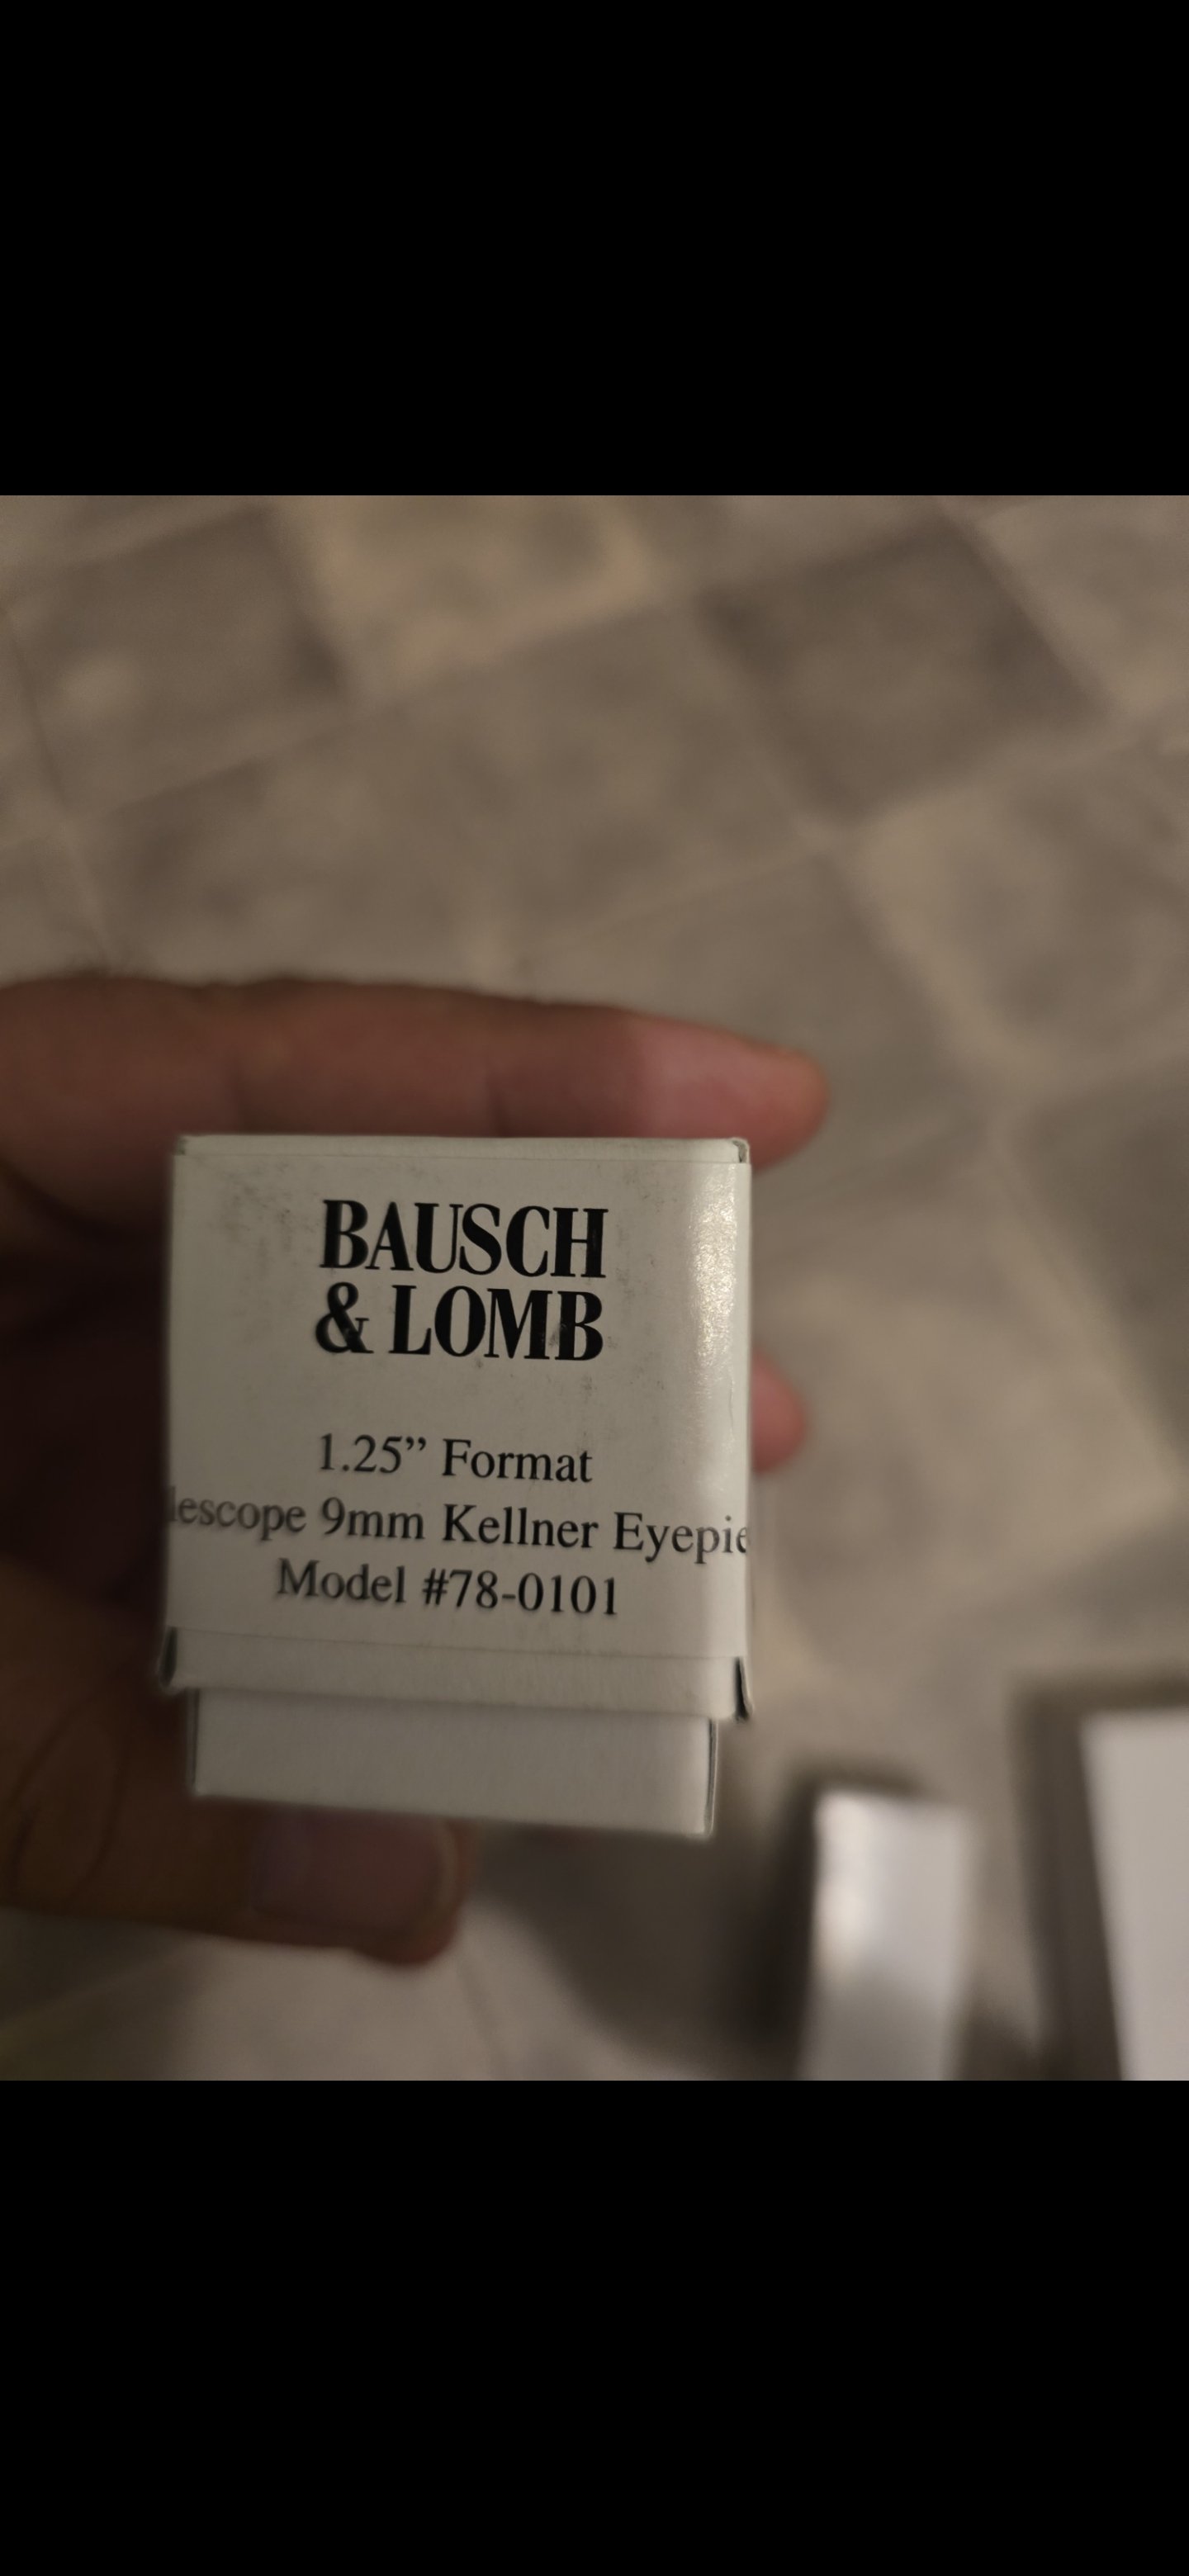 BAUSCH
& LOMB
1.25” Format
lescope 9mm Kellner Eyepie
Model #78-0101